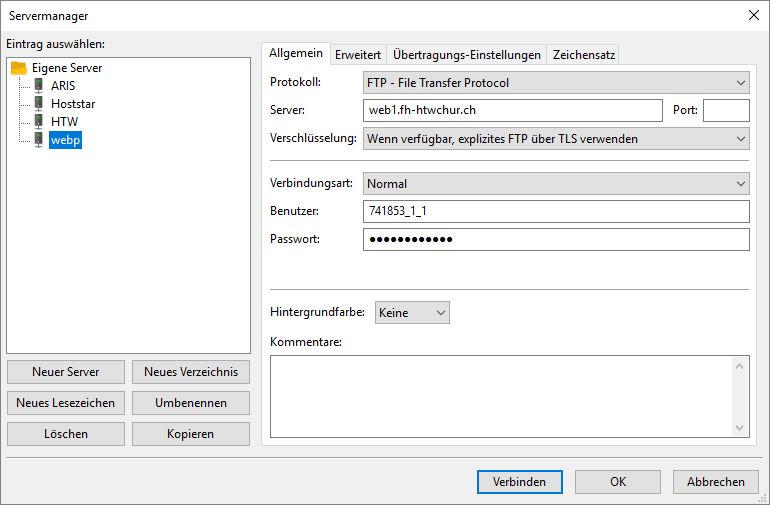 Servermanager
Eintrag auswählen:
Eigene Server
ARIS
Hoststar
HTW
webp
Neuer Server Neues Verzeichnis
Neues Lesezeichen Umbenennen
Löschen Kopieren
Allgemein Erweitert Übertragungs-Einstellungen Zeichensatz
Protokoll: FTP - File Transfer Protocol
Server: web1.fh-htwchur.ch Port:
Verschlüsselung: Wenn verfügbar, explizites FTP über TLS verwenden
Verbindungsart: Normal
Benutzer: 741853_1_1
Passwort: ●●●●●●●●●●●●
Hintergrundfarbe: Keine
Kommentare:
Verbinden OK Abbrechen